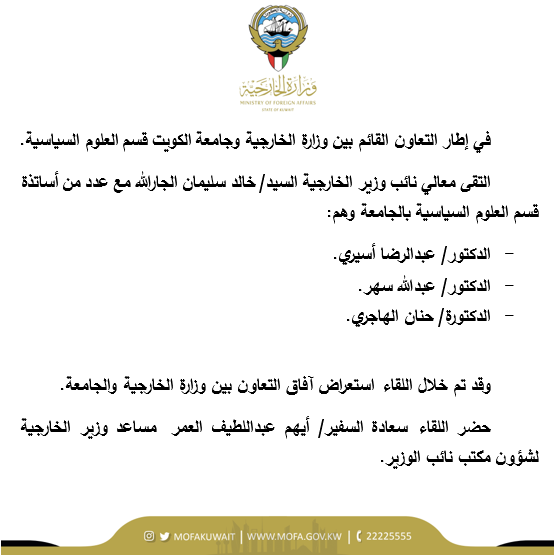 وزارة الخارجية
MINISTRY OF FOREIGN AFFAIRS
STATE OF KUWAIT
في إطار التعاون القائم بين وزارة الخارجية وجامعة الكويت قسم العلوم السياسية.
التقى معالي نائب وزير الخارجية السيد/ خالد سليمان الجارالله مع عدد من أساتذة
قسم العلوم السياسية بالجامعة وهم:
- الدكتور/ عبدالرضا أسيري.
- الدكتور/ عبدالله سهر.
- الدكتورة/ حنان الهاجري.
وقد تم خلال اللقاء استعراض آفاق التعاون بين وزارة الخارجية والجامعة.
حضر اللقاء سعادة السفير/ أيهم عبداللطيف العمر مساعد وزير الخارجية
لشؤون مكتب نائب الوزير.
MOFAKUWAIT | WWW.MOFA.GOV.KW | 22225555